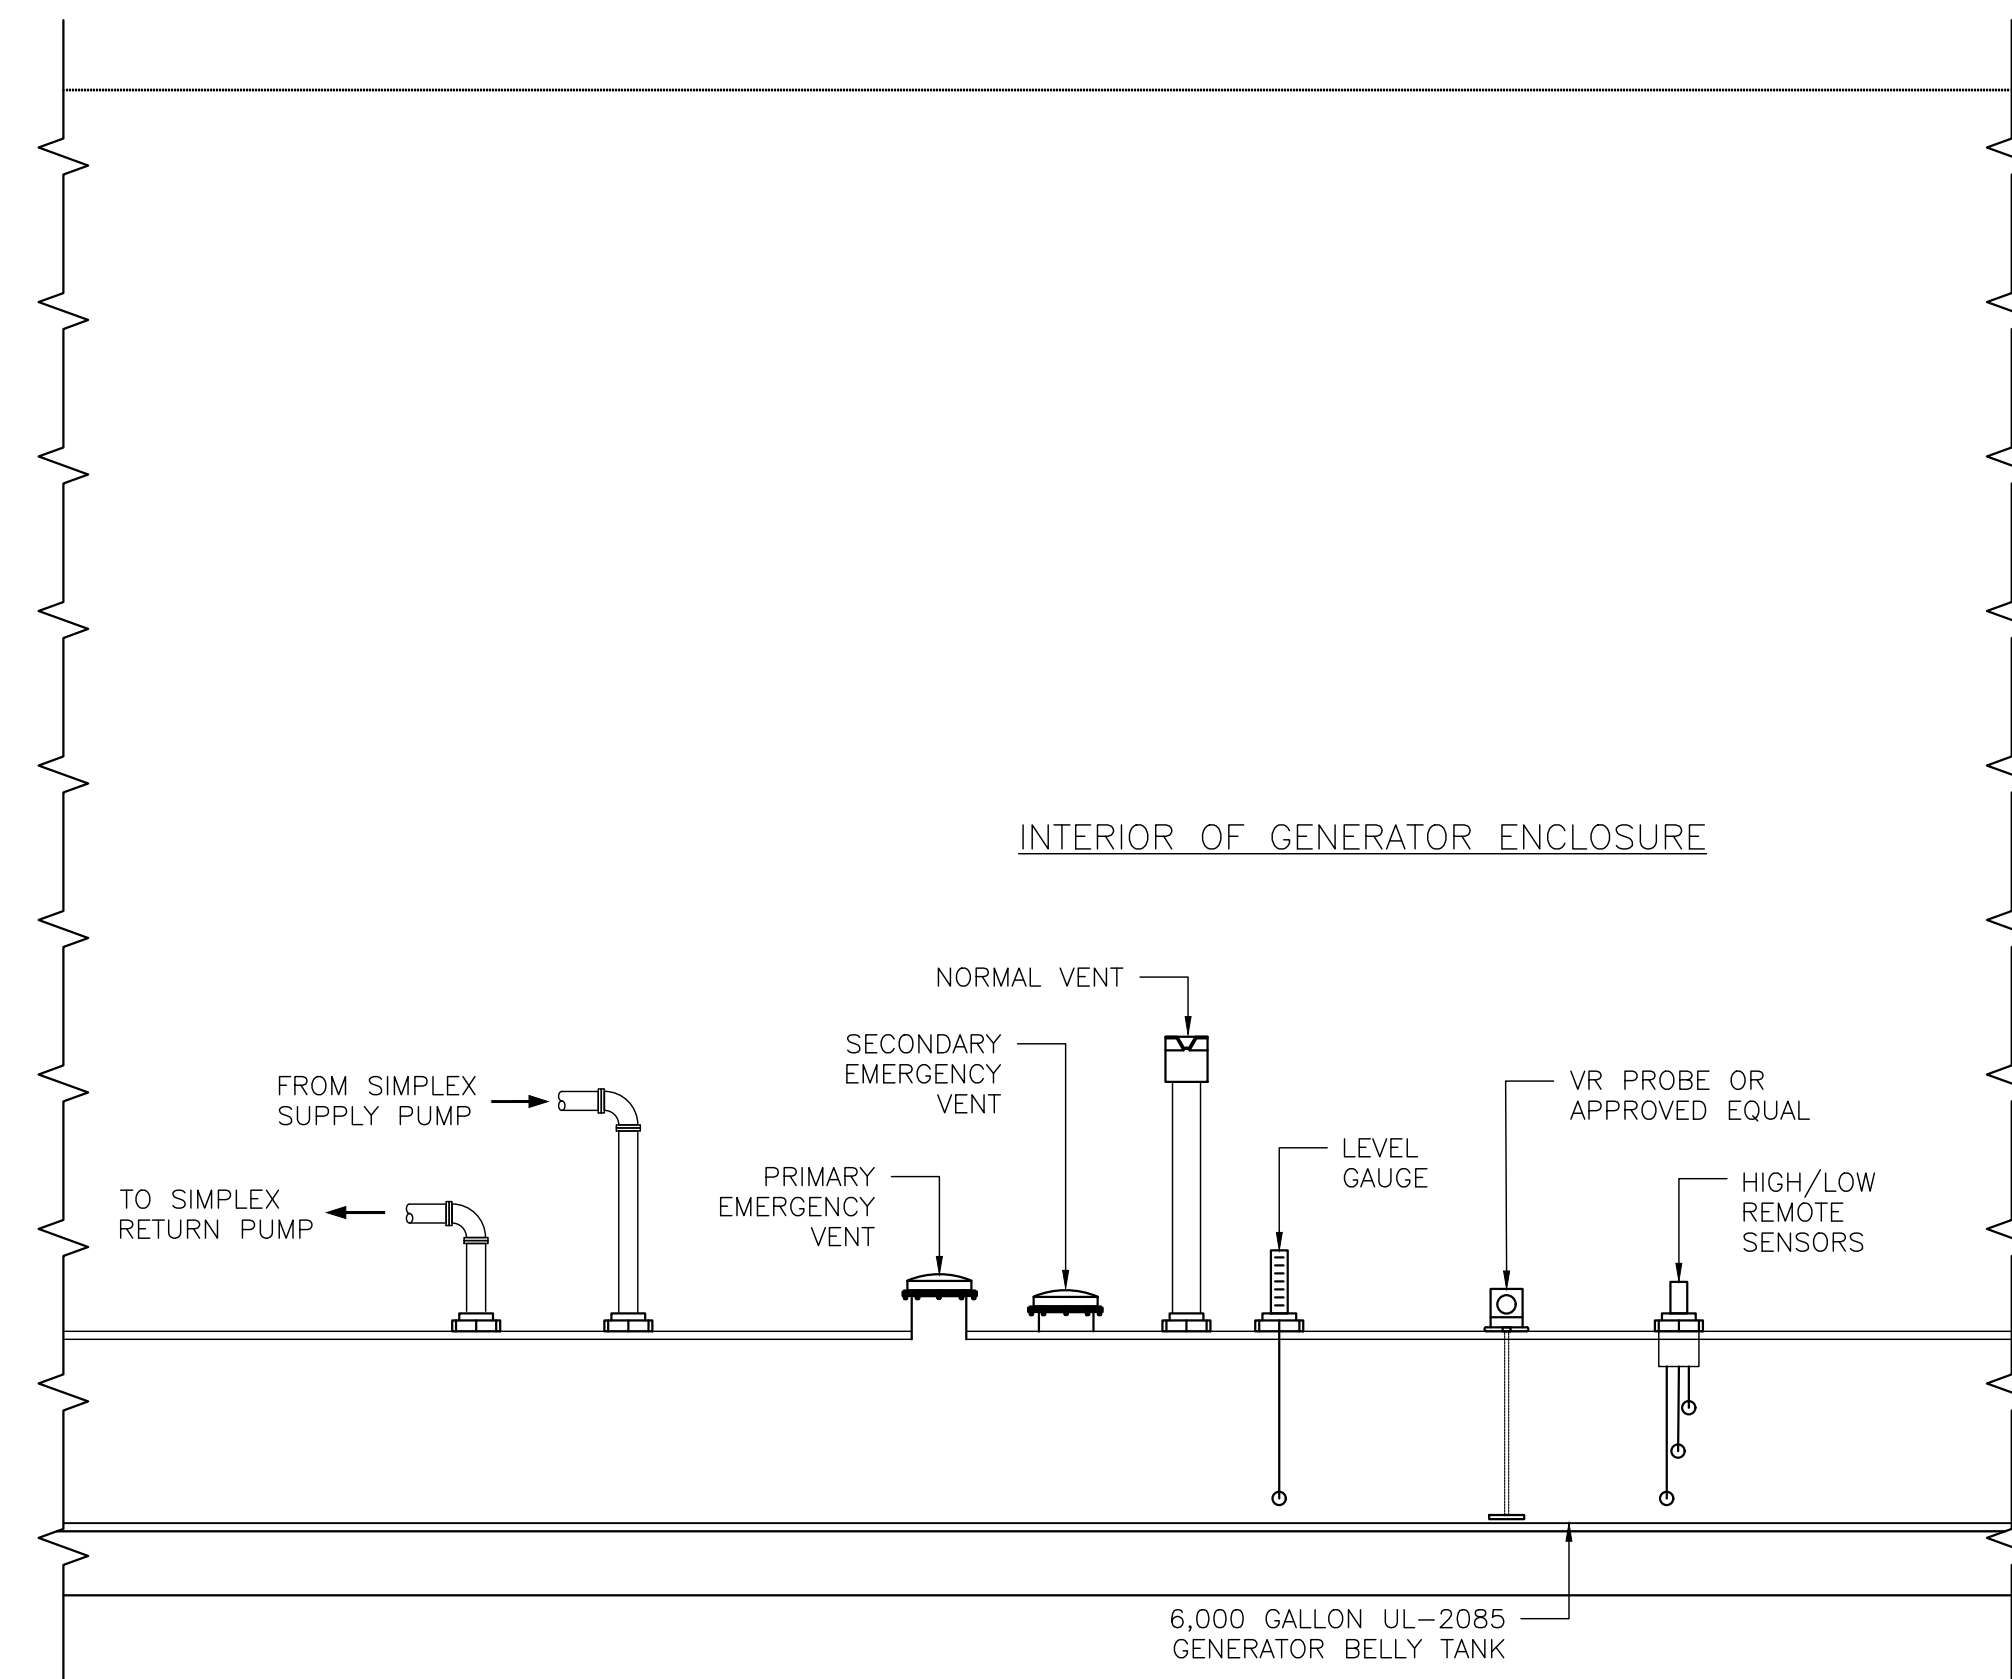 INTERIOR OF GENERATOR ENCLOSURE
NORMAL VENT
SECONDARY
EMERGENCY
VENT
FROM SIMPLEX
SUPPLY PUMP
VR PROBE OR
APPROVED EQUAL
LEVEL
GAUGE
PRIMARY
EMERGENCY
VENT
HIGH/LOW
REMOTE
SENSORS
TO SIMPLEX
RETURN PUMP
6,000 GALLON UL-2085
GENERATOR BELLY TANK